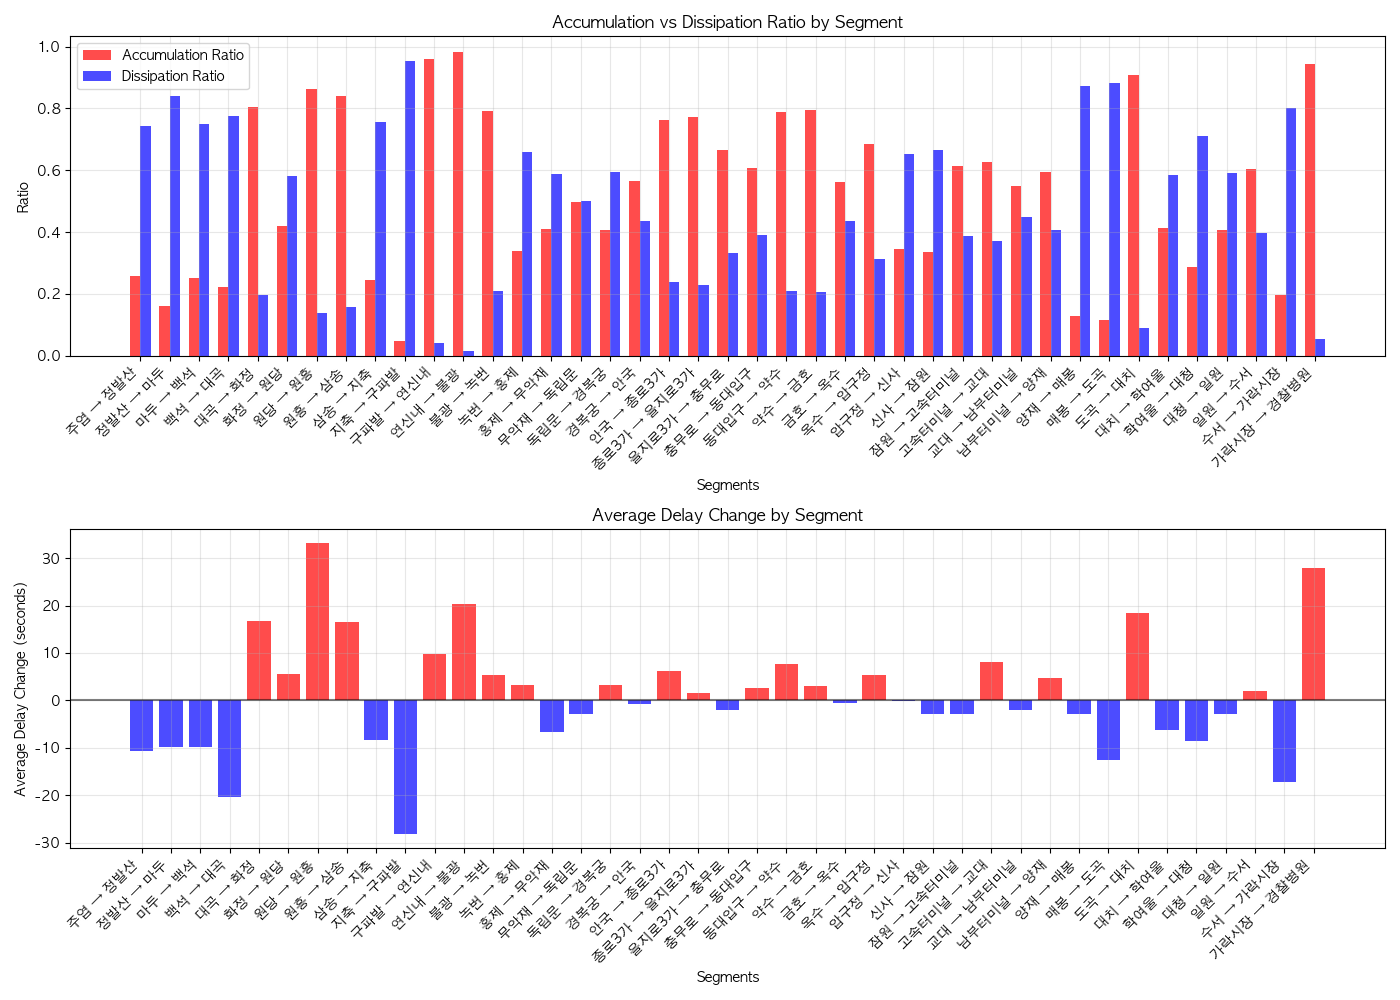 Accumulation vs Dissipation Ratio by Segment
Accumulation Ratio
Dissipation Ratio
Ratio
1.0
0.8
0.6
0.4
0.2
0.0
주엽 → 정발산
정발산 → 마두
마두 → 백석
백석 → 대곡
대곡 → 화정
화정 → 원당
원당 → 원흥
원흥 → 삼송
삼송 → 지축
지축 → 구파발
구파발 → 연신내
연신내 → 불광
불광 → 녹번
녹번 → 홍제
홍제 → 무악재
무악재 → 독립문
독립문 → 경복궁
경복궁 → 안국
안국 → 종로3가
종로3가 → 을지로3가
을지로3가 → 충무로
충무로 → 동대입구
동대입구 → 약수
약수 → 금호
금호 → 옥수
옥수 → 압구정
압구정 → 신사
신사 → 잠원
잠원 → 고속터미널
고속터미널 → 교대
교대 → 남부터미널
남부터미널 → 양재
양재 → 매봉
매봉 → 도곡
도곡 → 대치
대치 → 학여울
학여울 → 대청
대청 → 일원
일원 → 수서
수서 → 가락시장
가락시장 → 경찰병원
Segments
Average Delay Change by Segment
Average Delay Change (seconds)
30
20
10
0
-10
-20
-30
주엽 → 정발산
정발산 → 마두
마두 → 백석
백석 → 대곡
대곡 → 화정
화정 → 원당
원당 → 원흥
원흥 → 삼송
삼송 → 지축
지축 → 구파발
구파발 → 연신내
연신내 → 불광
불광 → 녹번
녹번 → 홍제
홍제 → 무악재
무악재 → 독립문
독립문 → 경복궁
경복궁 → 안국
안국 → 종로3가
종로3가 → 을지로3가
을지로3가 → 충무로
충무로 → 동대입구
동대입구 → 약수
약수 → 금호
금호 → 옥수
옥수 → 압구정
압구정 → 신사
신사 → 잠원
잠원 → 고속터미널
고속터미널 → 교대
교대 → 남부터미널
남부터미널 → 양재
양재 → 매봉
매봉 → 도곡
도곡 → 대치
대치 → 학여울
학여울 → 대청
대청 → 일원
일원 → 수서
수서 → 가락시장
가락시장 → 경찰병원
Segments